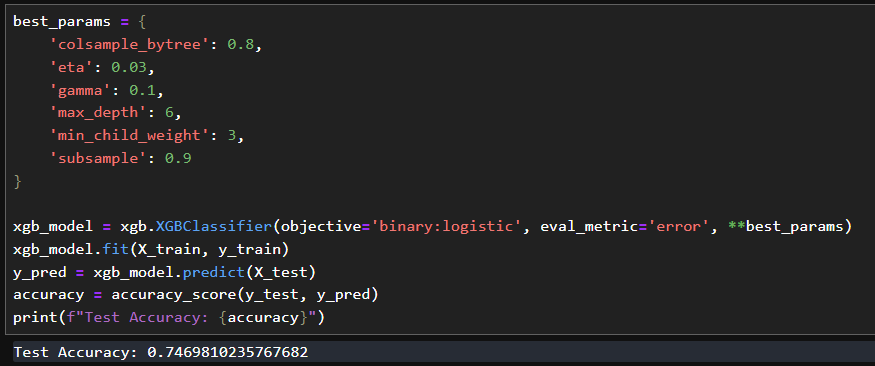 best_params = {
    'colsample_bytree': 0.8,
    'eta': 0.03,
    'gamma': 0.1,
    'max_depth': 6,
    'min_child_weight': 3,
    'subsample': 0.9
}
xgb_model = xgb.XGBClassifier(objective='binary:logistic', eval_metric='error', **best_params)
xgb_model.fit(X_train, y_train)
y_pred = xgb_model.predict(X_test)
accuracy = accuracy_score(y_test, y_pred)
print(f"Test Accuracy: {accuracy}")
Test Accuracy: 0.7469810235767682